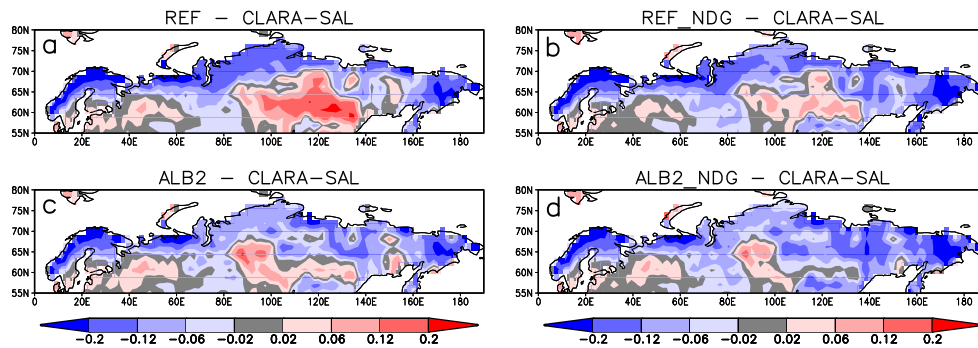 REF – CLARA–SAL
a
80N
75N
70N
65N
60N
55N
0 20E 40E 60E 80E 100E 120E 140E 160E 180
REF_NDG – CLARA–SAL
b
80N
75N
70N
65N
60N
55N
0 20E 40E 60E 80E 100E 120E 140E 160E 180
ALB2 – CLARA–SAL
c
80N
75N
70N
65N
60N
55N
0 20E 40E 60E 80E 100E 120E 140E 160E 180
ALB2_NDG – CLARA–SAL
d
80N
75N
70N
65N
60N
55N
0 20E 40E 60E 80E 100E 120E 140E 160E 180
−0.2 −0.12 −0.06 −0.02 0.02 0.06 0.12 0.2
−0.2 −0.12 −0.06 −0.02 0.02 0.06 0.12 0.2